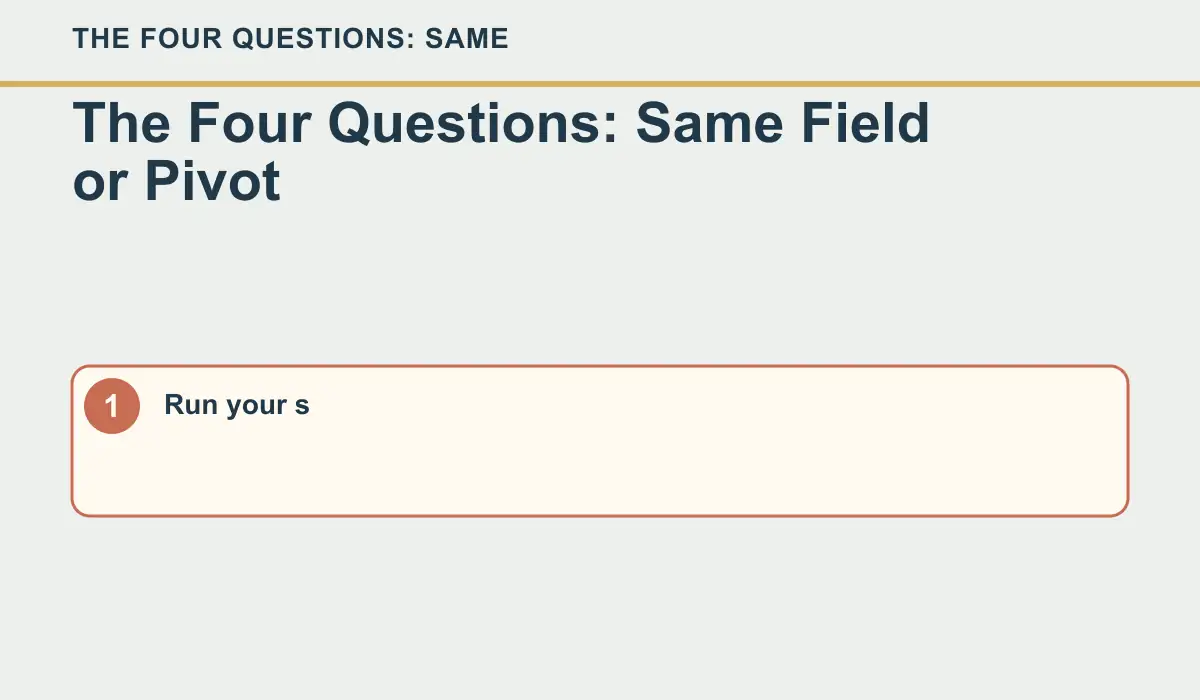 THE FOUR QUESTIONS: SAME
The Four Questions: Same Field
or Pivot
1 Run your s